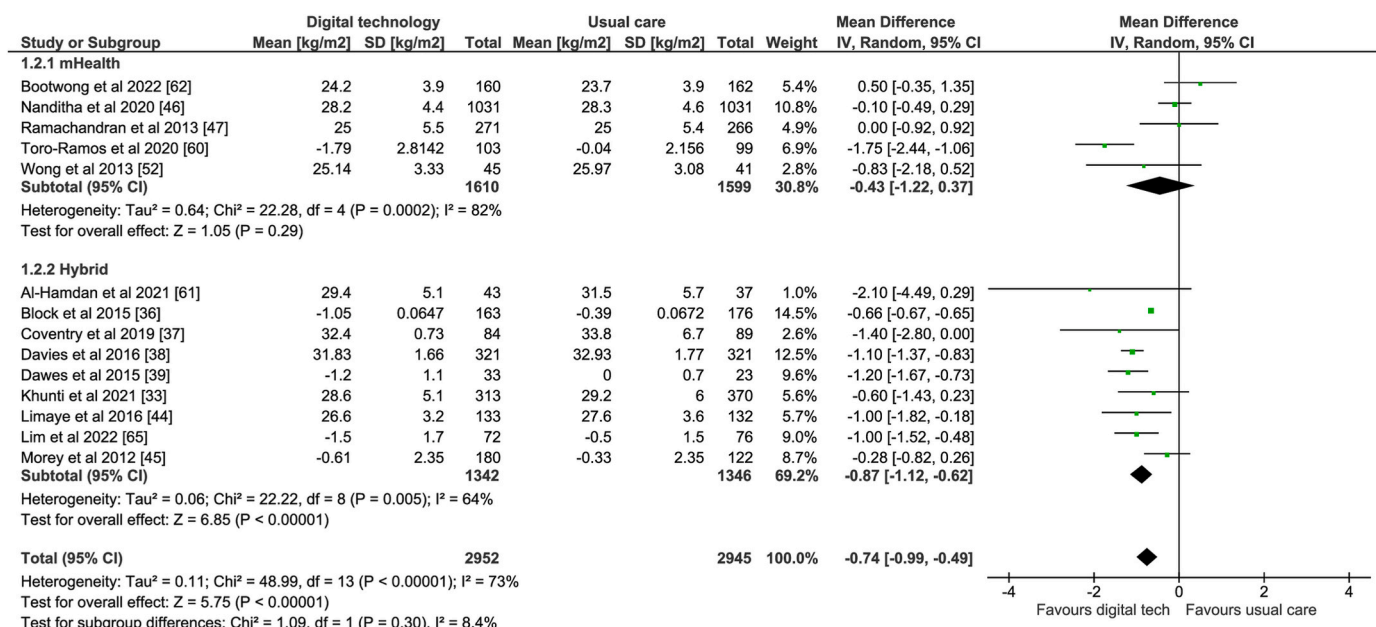 Digital technology Usual care Mean Difference Mean Difference
Study or Subgroup Mean [kg/m2] SD [kg/m2] Total Mean [kg/m2] SD [kg/m2] Total Weight IV, Random, 95% CI IV, Random, 95% CI
1.2.1 mHealth
Bootwong et al 2022 [62] 24.2 3.9 160 23.7 3.9 162 5.4% 0.50 [-0.35, 1.35]
Nanditha et al 2020 [46] 28.2 4.4 1031 28.3 4.6 1031 10.8% -0.10 [-0.49, 0.29]
Ramachandran et al 2013 [47] 25 5.5 271 25 5.4 266 4.9% 0.00 [-0.92, 0.92]
Toro-Ramos et al 2020 [60] -1.79 2.8142 103 -0.04 2.156 99 6.9% -1.75 [-2.44, -1.06]
Wong et al 2013 [52] 25.14 3.33 45 25.97 3.08 41 2.8% -0.83 [-2.18, 0.52]
Subtotal (95% CI) 1610 1599 30.8% -0.43 [-1.22, 0.37]
Heterogeneity: Tau² = 0.64; Chi² = 22.28, df = 4 (P = 0.0002); I² = 82%
Test for overall effect: Z = 1.05 (P = 0.29)
1.2.2 Hybrid
Al-Hamdan et al 2021 [61] 29.4 5.1 43 31.5 5.7 37 1.0% -2.10 [-4.49, 0.29]
Block et al 2015 [36] -1.05 0.0647 163 -0.39 0.0672 176 14.5% -0.66 [-0.67, -0.65]
Coventry et al 2019 [37] 32.4 0.73 84 33.8 6.7 89 2.6% -1.40 [-2.80, 0.00]
Davies et al 2016 [38] 31.83 1.66 321 32.93 1.77 321 12.5% -1.10 [-1.37, -0.83]
Dawes et al 2015 [39] -1.2 1.1 33 0 0.7 23 9.6% -1.20 [-1.67, -0.73]
Khunti et al 2021 [33] 28.6 5.1 313 29.2 6 370 5.6% -0.60 [-1.43, 0.23]
Limaye et al 2016 [44] 26.6 3.2 133 27.6 3.6 132 5.7% -1.00 [-1.82, -0.18]
Lim et al 2022 [65] -1.5 1.7 72 -0.5 1.5 76 9.0% -1.00 [-1.52, -0.48]
Morey et al 2012 [45] -0.61 2.35 180 -0.33 2.35 122 8.7% -0.28 [-0.82, 0.26]
Subtotal (95% CI) 1342 1346 69.2% -0.87 [-1.12, -0.62]
Heterogeneity: Tau² = 0.06; Chi² = 22.22, df = 8 (P = 0.005); I² = 64%
Test for overall effect: Z = 6.85 (P < 0.00001)
Total (95% CI) 2952 2945 100.0% -0.74 [-0.99, -0.49]
Heterogeneity: Tau² = 0.11; Chi² = 48.99, df = 13 (P < 0.00001); I² = 73%
Test for overall effect: Z = 5.75 (P < 0.00001)
Test for subgroup differences: Chi² = 1.09, df = 1 (P = 0.30), I² = 8.4%
-4 -2 0 2 4
Favours digital tech Favours usual care